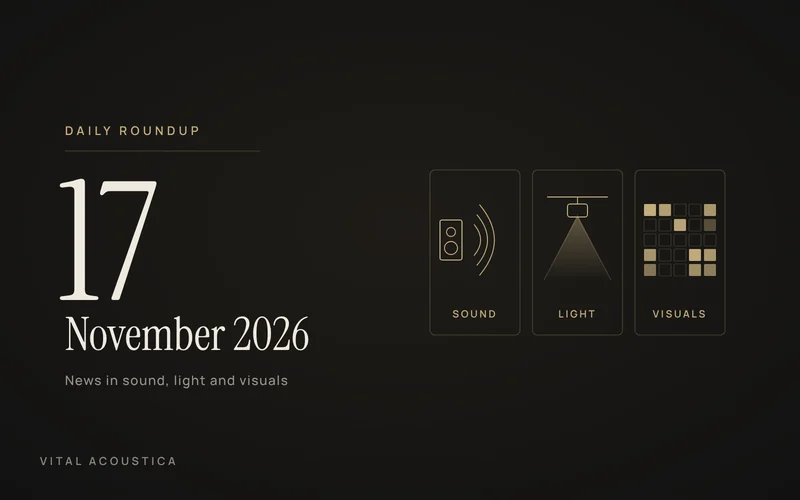 DAILY ROUNDUP
17
November 2026
News in sound, light and visuals
SOUND
LIGHT
VISUALS
VITAL ACOUSTICA